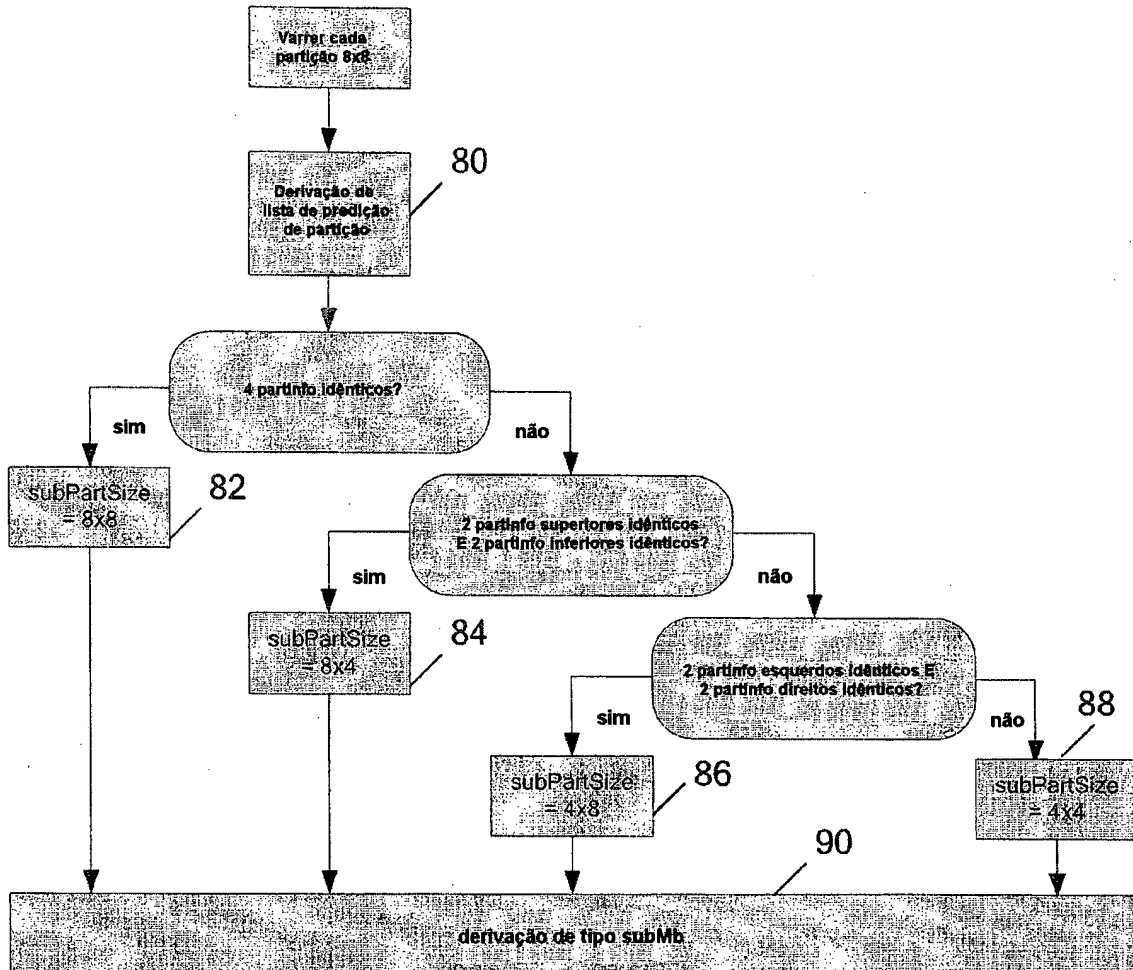 Varrer cada
partição 8x8
80
Derivação de
lista de predição
de partição
4 partinfo idênticos?
sim
não
subPartSize
= 8x8
82
2 partinfo superiores idênticos
E 2 partinfo inferiores idênticos?
sim
não
subPartSize
= 8x4
84
2 partinfo esquerdos idênticos E
2 partinfo direitos idênticos?
sim
não
88
subPartSize
= 4x8
86
subPartSize
= 4x4
90
derivação de tipo subMb